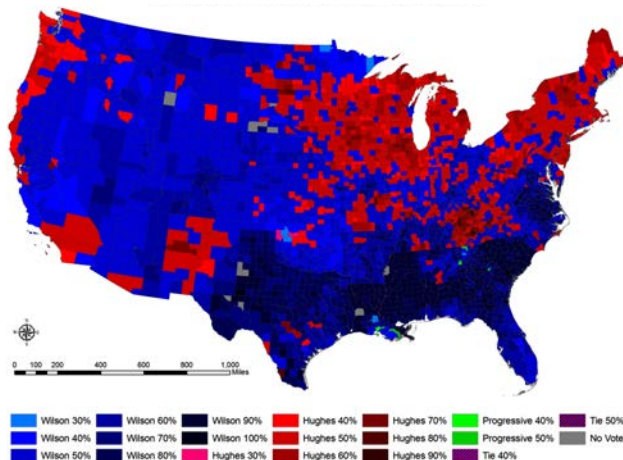 0 100 200 400 600 800 1,000
Miles
Wilson 30% Wilson 60% Wilson 90% Hughes 40% Hughes 70% Progressive 40% Tie 50%
Wilson 40% Wilson 70% Wilson 100% Hughes 50% Hughes 80% Progressive 50% No Vote
Wilson 50% Wilson 80% Hughes 30% Hughes 60% Hughes 90% Tie 40%